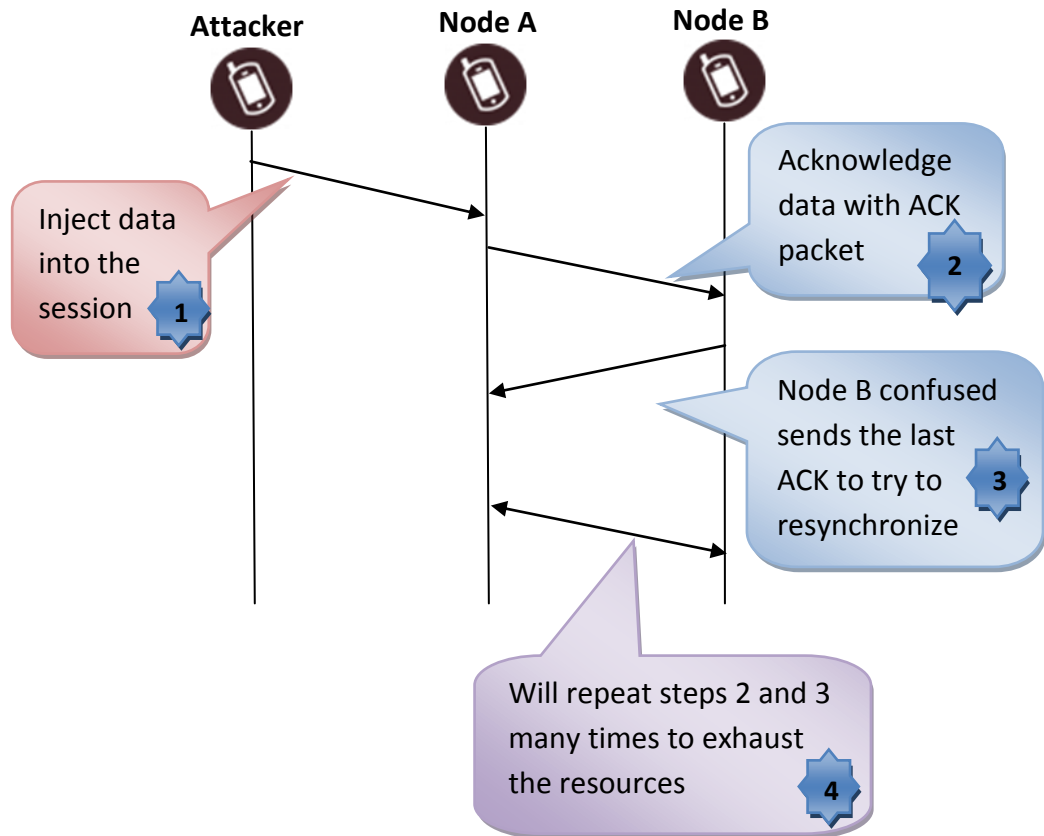 Attacker
Node A
Node B
Inject data
into the
session
1
Acknowledge
data with ACK
packet
2
Node B confused
sends the last
ACK to try to
resynchronize
3
Will repeat steps 2 and 3
many times to exhaust
the resources
4